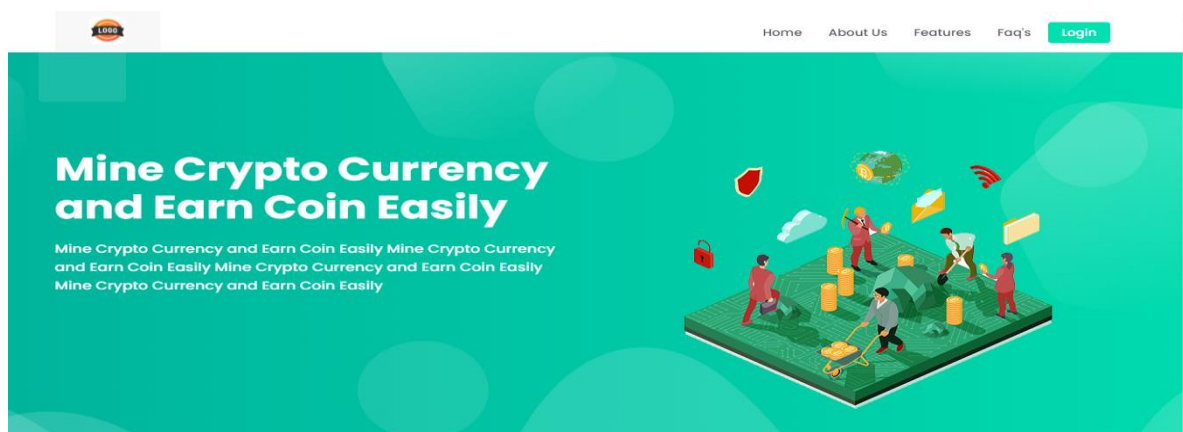 LOGO
Home About Us Features Faq's Login
Mine Crypto Currency
and Earn Coin Easily
Mine Crypto Currency and Earn Coin Easily Mine Crypto Currency
and Earn Coin Easily Mine Crypto Currency and Earn Coin Easily
Mine Crypto Currency and Earn Coin Easily